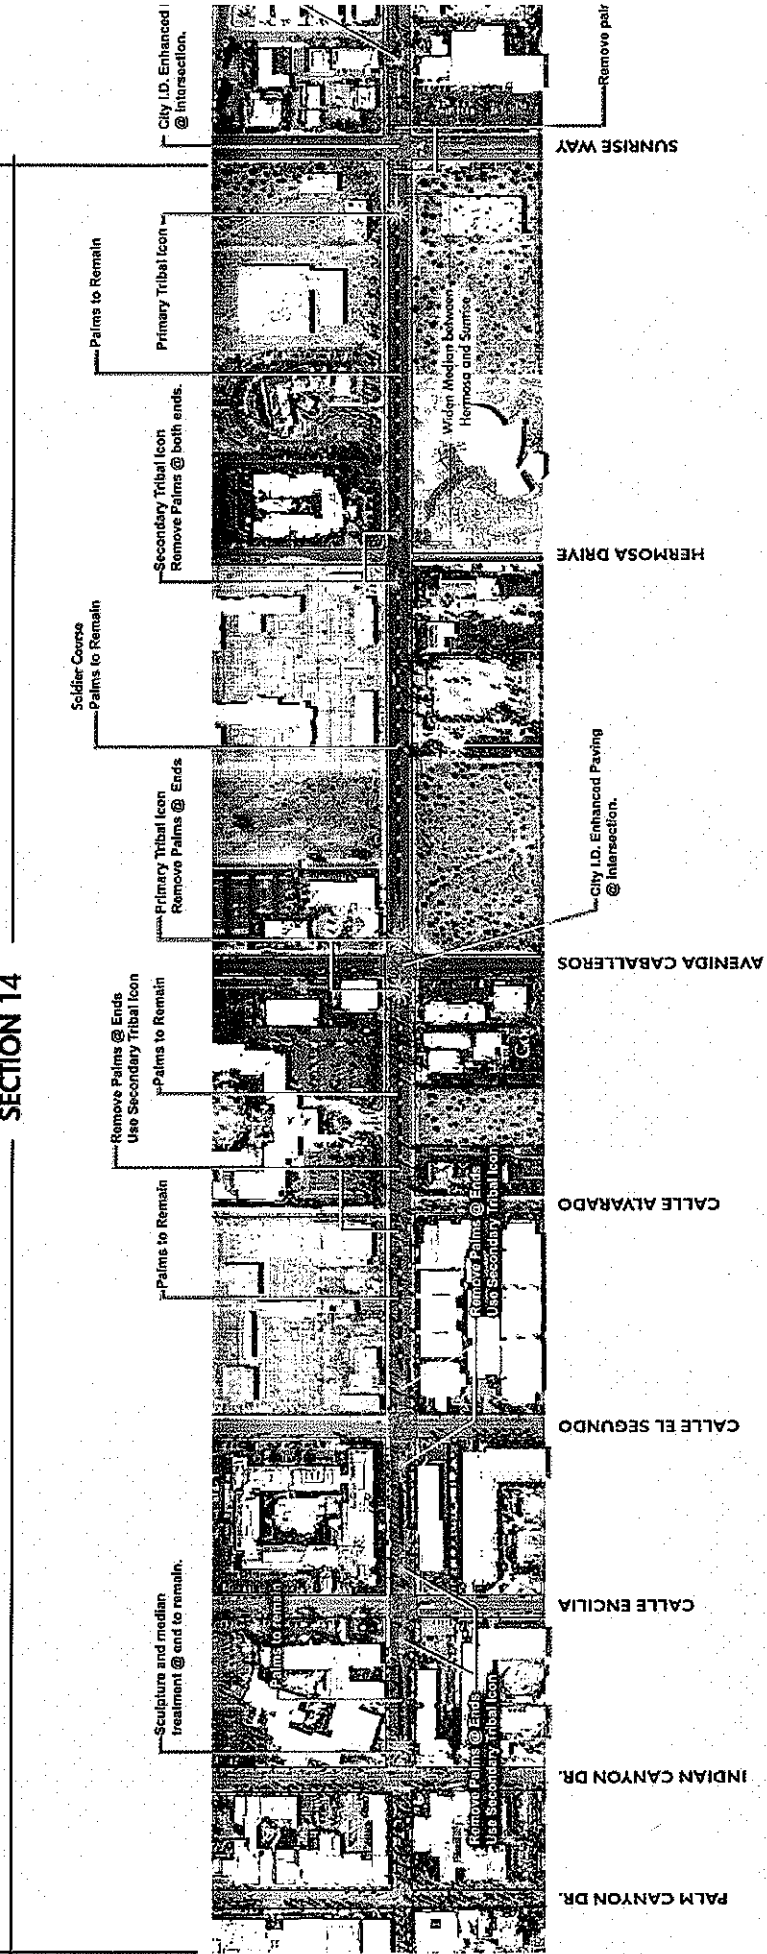 SECTION 14
Sculpture and median
treatment @ end to remain.
Palms to remain
Palms to Remain
Remove Palms @ Ends
Use Secondary Tribal Icon
Palms to Remain
Primary Tribal Icon
Remove Palms @ Ends
Soldier Course
Palms to Remain
Secondary Tribal Icon
Remove Palms @ both ends.
Palms to Remain
Primary Tribal Icon
City I.D. Enhanced
@ intersection.
Remove Palms @ Ends
Use Secondary Tribal Icon
Remove Palms @ Ends
Use Secondary Tribal Icon
City I.D. Enhanced Paving
@ intersection.
Widen Median between
Hermosa and Sunrise
Remove palr
PALM CANYON DR.
INDIAN CANYON DR.
CALLE ENCILIA
CALLE EL SEGUNDO
CALLE ALVARADO
AVENIDA CABALLEROS
HERMOSA DRIVE
SUNRISE WAY